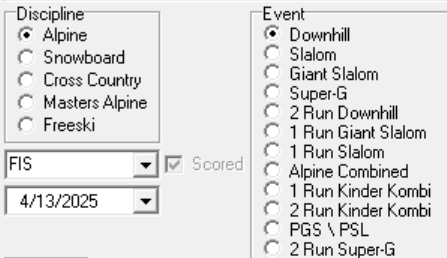 Discipline
Alpine
Snowboard
Cross Country
Masters Alpine
Freeski
FIS
Scored
4/13/2025
Event
Downhill
Slalom
Giant Slalom
Super-G
2 Run Downhill
1 Run Giant Slalom
1 Run Slalom
Alpine Combined
1 Run Kinder Kombi
2 Run Kinder Kombi
PGS \ PSL
2 Run Super-G